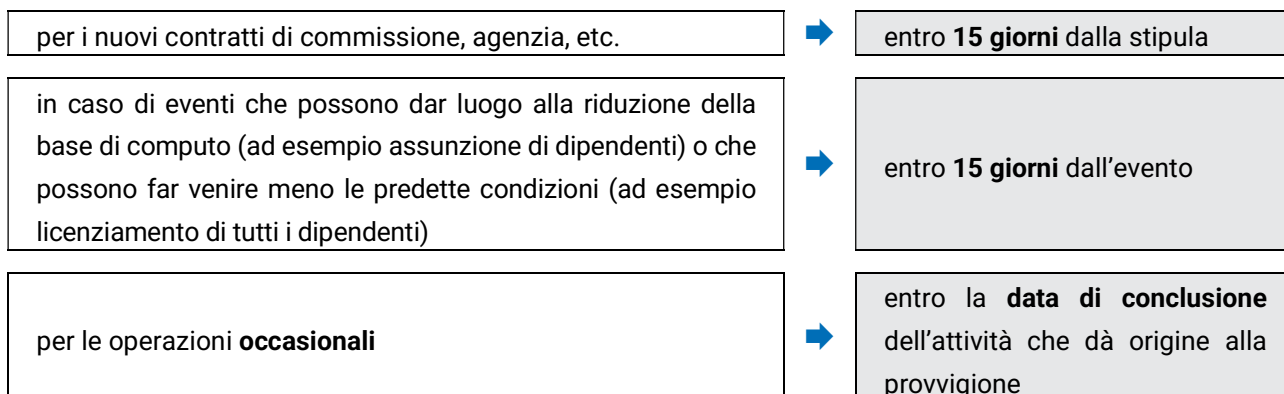 per i nuovi contratti di commissione, agenzia, etc.
entro 15 giorni dalla stipula
in caso di eventi che possono dar luogo alla riduzione della
base di computo (ad esempio assunzione di dipendenti) o che
possono far venire meno le predette condizioni (ad esempio
licenziamento di tutti i dipendenti)
entro 15 giorni dall’evento
per le operazioni occasionali
entro la data di conclusione
dell’attività che dà origine alla
provvigione